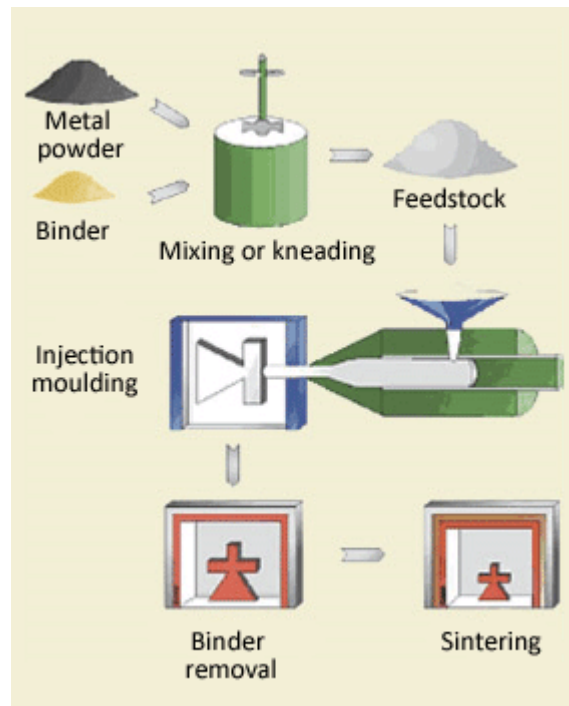 Metal
powder
Binder
Mixing or kneading
Feedstock
Injection
moulding
Binder
removal
Sintering